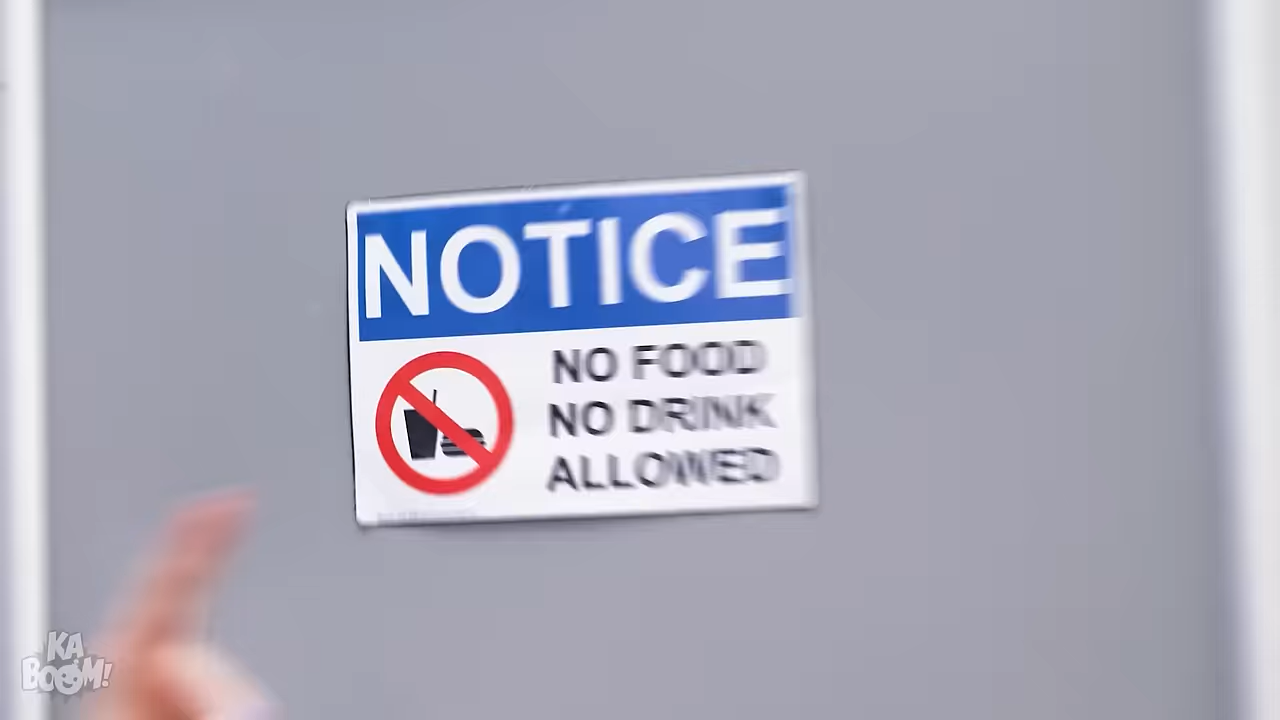 NOTICE
NO FOOD
NO DRINK
ALLOWED
KA
BOOM!